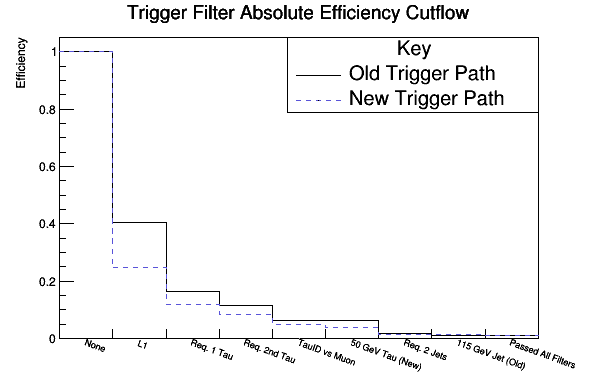 Trigger Filter Absolute Efficiency Cutflow
Efficiency
Key
Old Trigger Path
New Trigger Path
1
0.8
0.6
0.4
0.2
0
None
L1
Req. 1 Tau
Req. 2nd Tau
TauID vs Muon
50 GeV Tau (New)
Req. 2 Jets
115 GeV Jet (Old)
Passed All Filters